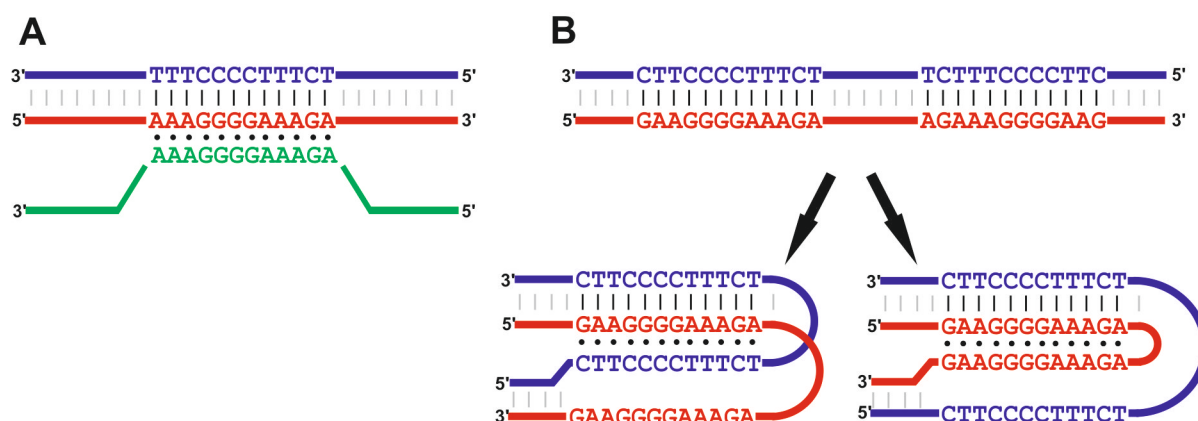 A
3' TTTCCCCTTTCT 5'
5' AAAGGGGAAAGA 3'
AAAGGGGAAAGA
3' 5'
B
3' CTTCCCCTTTCT TCTTTCCCCTTC 5'
5' GAAGGGGAAAGA AGAAAGGGGAAG 3'
3' CTTCCCCTTTCT
5' GAAGGGGAAAGA
CTTCCCCTTTCT
5'
3' GAAGGGGAAAGA
3' CTTCCCCTTTCT
5' GAAGGGGAAAGA
GAAGGGGAAAGA
3'
5' CTTCCCCTTTCT